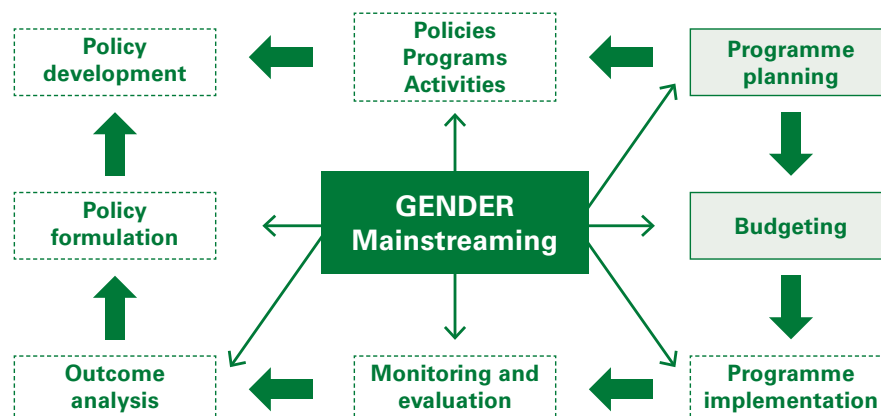 Policy
development
Policies
Programs
Activities
Programme
planning
Policy
formulation
GENDER
Mainstreaming
Budgeting
Outcome
analysis
Monitoring and
evaluation
Programme
implementation